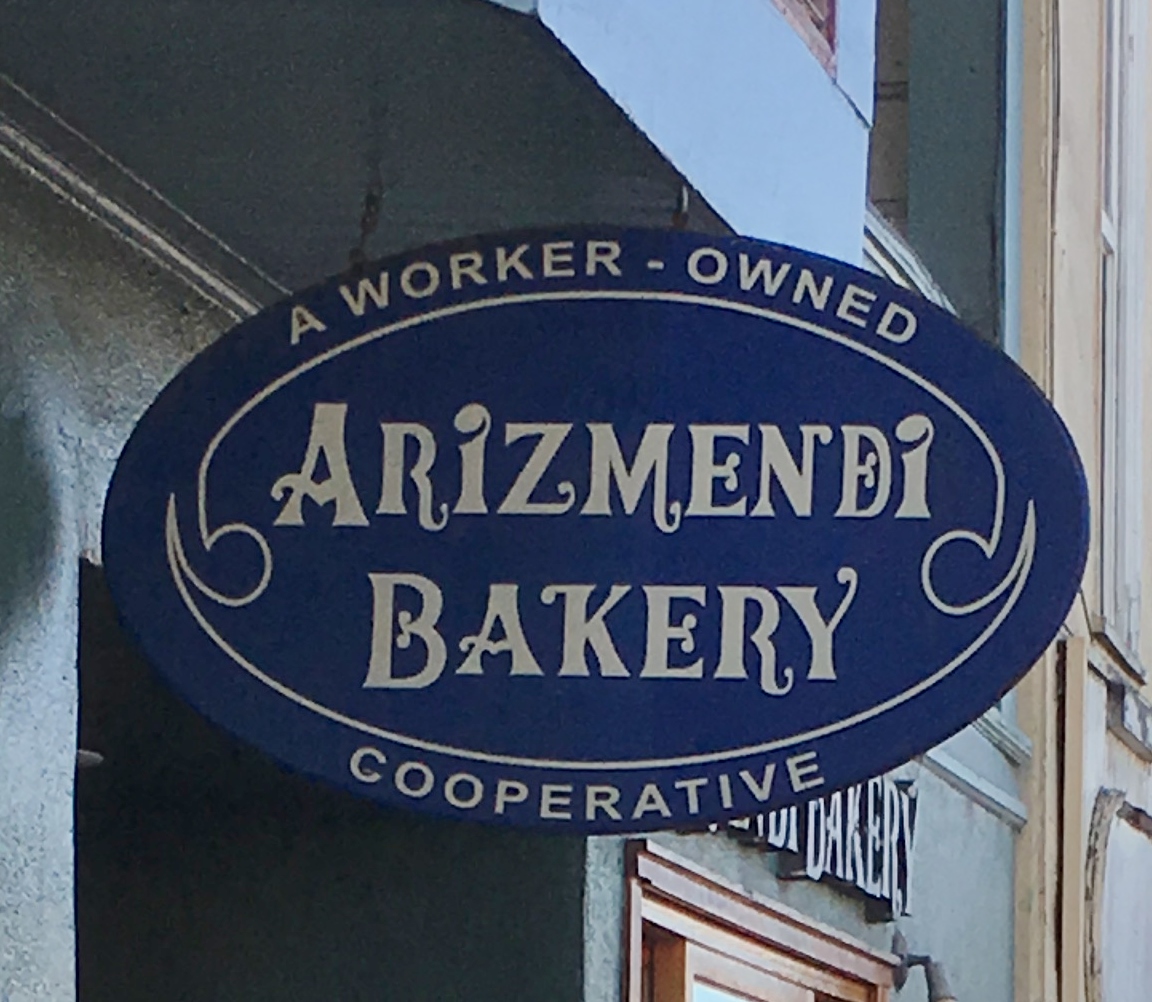 A WORKER - OWNED
ARIZMENDI
BAKERY
COOPERATIVE
BAKERY